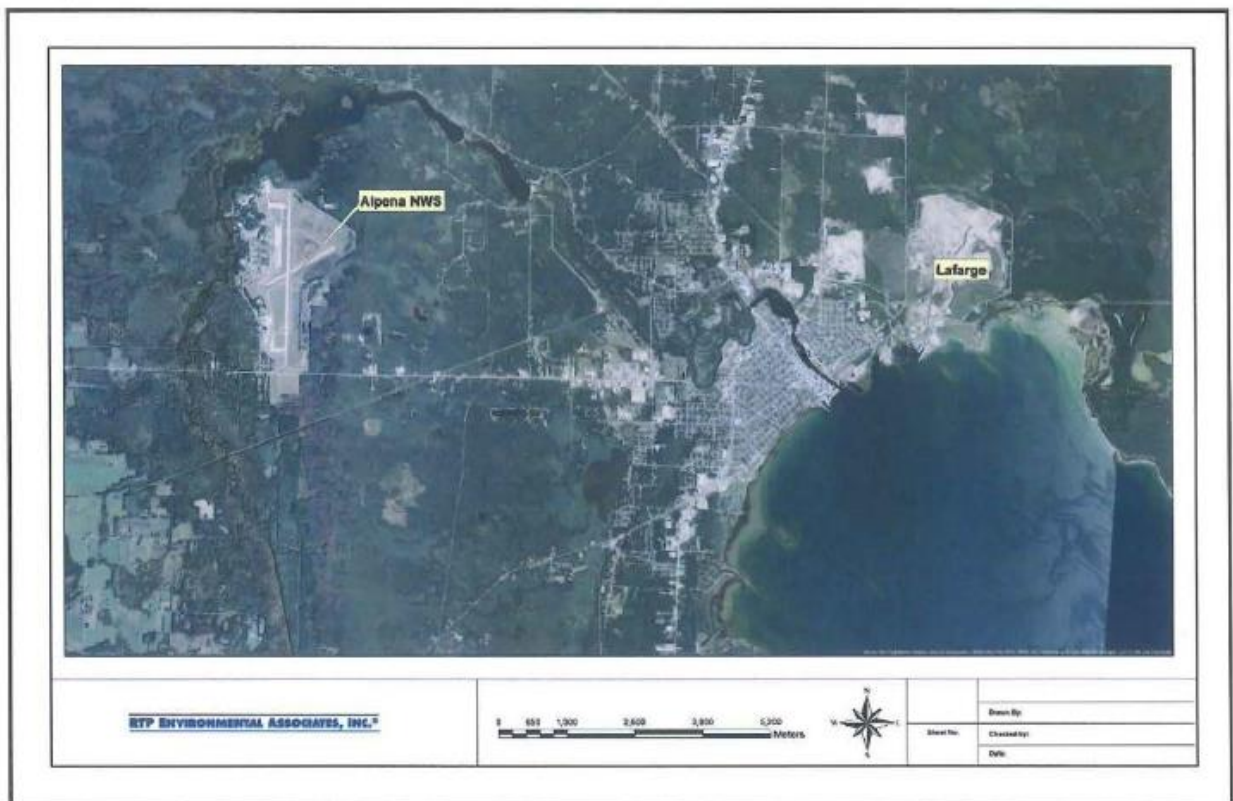 Alpena NWS
Lafarge
RTP ENVIRONMENTAL ASSOCIATES, INC.®
0 650 1,300 2,600 3,900 5,200
Meters
N
W E
S
Sheet No.
Drawn By:
Checked by:
Date: